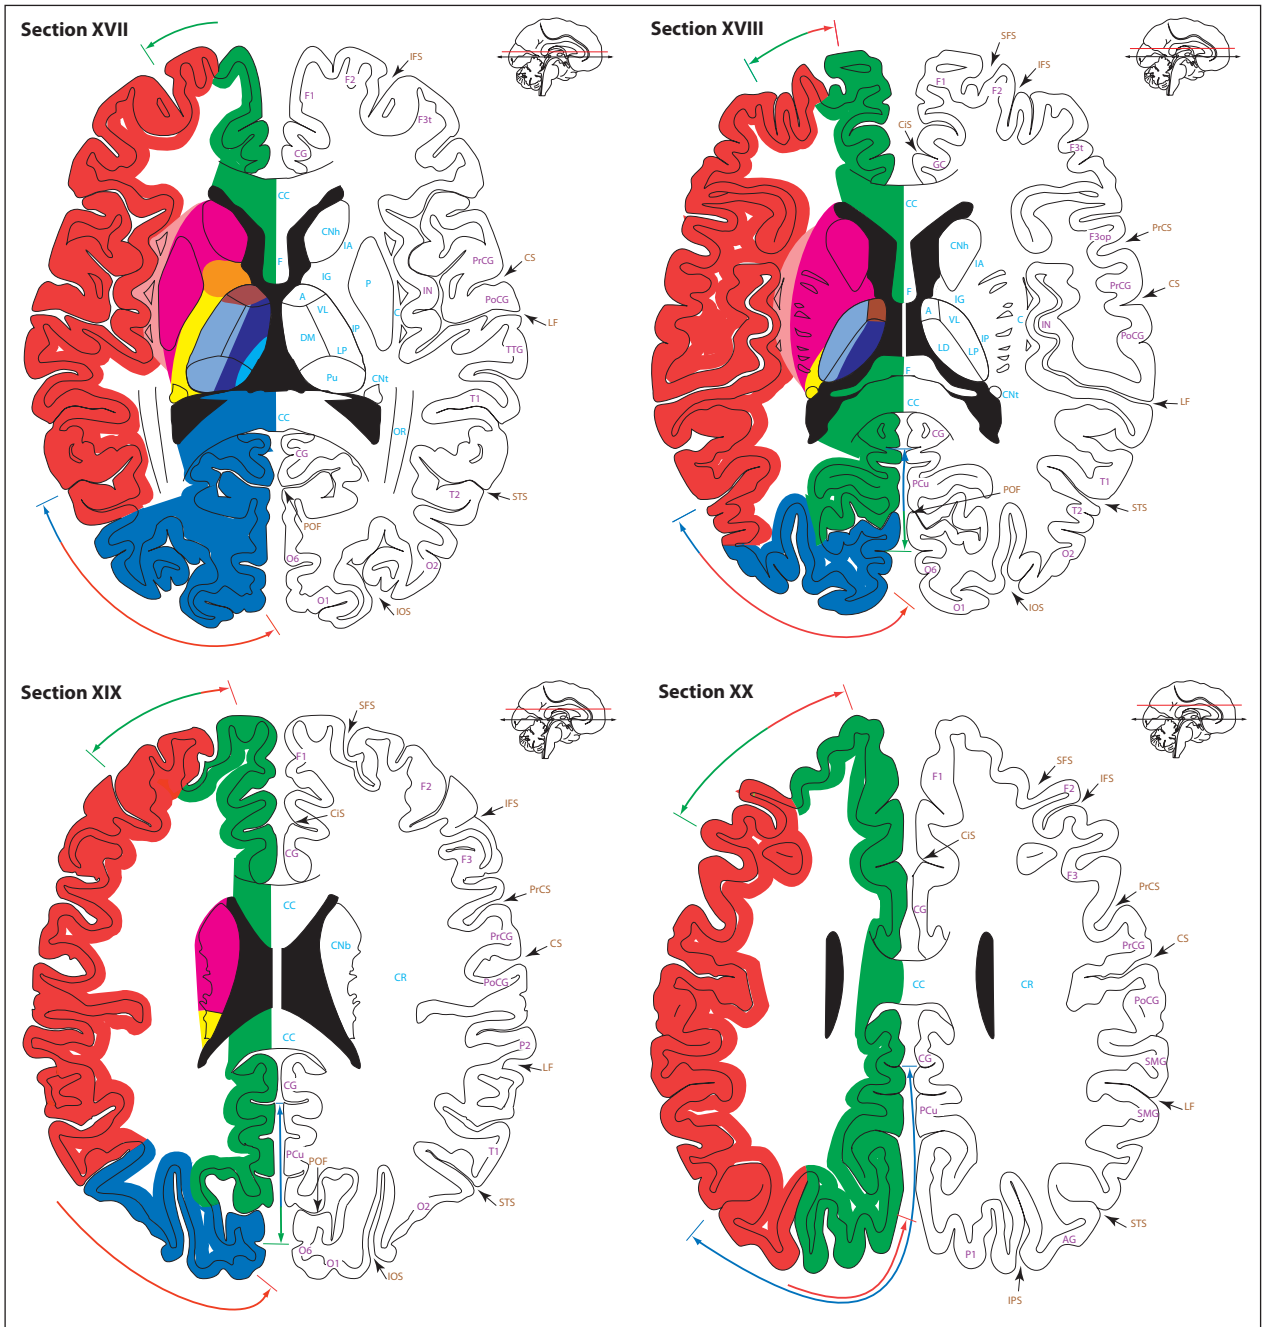 Section XVII
IFS
F2
F1
F3t
CG
CC
CNh
IA
PrCG
CS
F
IG
P
IN
A
VL
PoCG
C
LF
DM
IP
LP
TTG
Pu
CNt
T1
CC
OR
CG
T2
STS
POF
O6
O2
O1
IOS
Section XVIII
SFS
IFS
F1
F2
CiS
GC
F3t
CC
PrCS
F3op
CNh
IA
PrCG
CS
F
IG
A
VL
C
IN
IP
PoCG
LD
LP
F
CNt
CC
LF
CG
PCu
POF
T1
STS
T2
O2
O6
O1
IOS
Section XIX
SFS
F1
F2
IFS
CiS
CG
F3
PrCS
CC
PrCG
CS
CNb
CR
PoCG
CC
P2
LF
CG
PCu
POF
T1
STS
O2
O6
O1
IOS
Section XX
SFS
F1
IFS
F2
CiS
F3
PrCS
CG
CS
PrCG
CC
CR
PoCG
CG
SMG
PCu
SMG
LF
STS
AG
P1
IPS